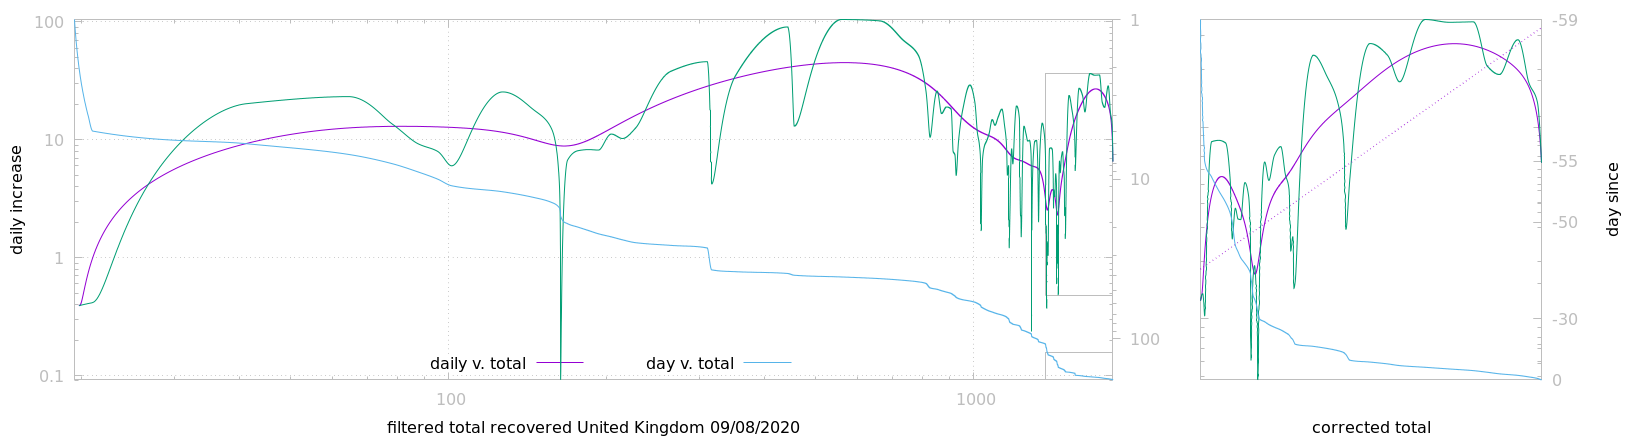 100
10
1
0.1
daily increase
1
10
100
100
1000
daily v. total
day v. total
filtered total recovered United Kingdom 09/08/2020
-59
-55
-50
-30
0
day since
corrected total